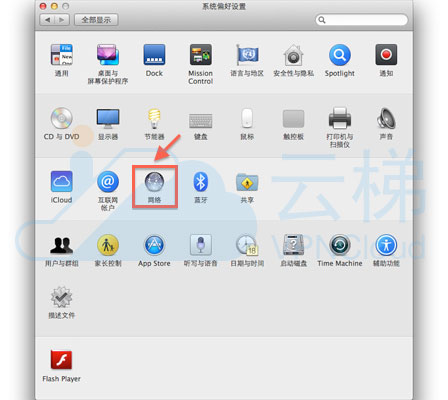 系统偏好设置
全部显示
File
New
Ope
通用
桌面与
屏幕保护程序
Dock
Mission
Control
语言与地区
安全性与隐私
Spotlight
通知
CD 与 DVD
显示器
节能器
键盘
鼠标
触控板
打印机与
扫描仪
声音
iCloud
互联网
帐户
网络
蓝牙
共享
云梯
VPNCloud
用户与群组
家长控制
App Store
听写与语音
18
日期与时间
启动磁盘
Time Machine
辅助功能
描述文件
Flash Player